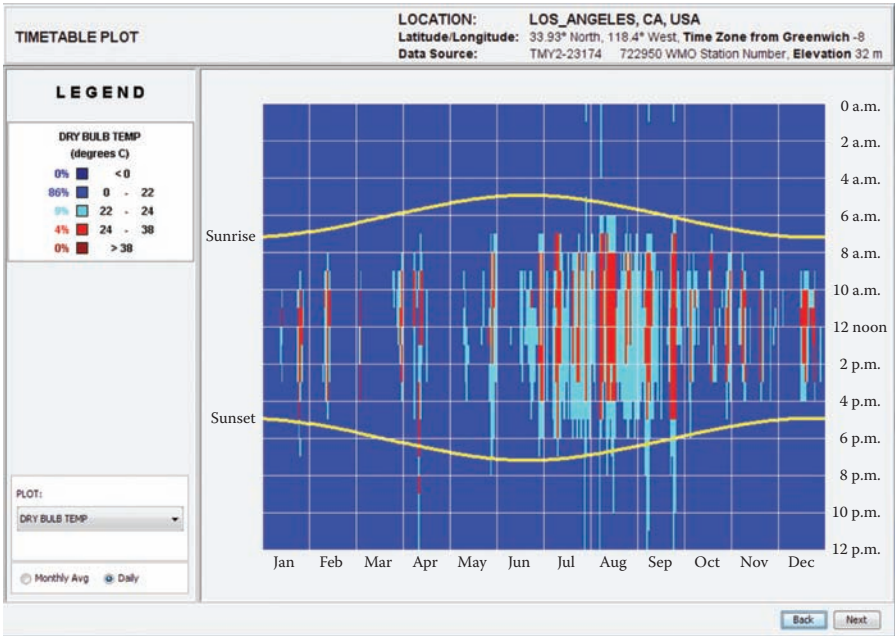 TIMETABLE PLOT
LOCATION: LOS_ANGELES, CA, USA
Latitude/Longitude: 33.93° North, 118.4° West, Time Zone from Greenwich -8
Data Source: TMY2-23174 722950 WMO Station Number, Elevation 32 m
LEGEND
DRY BULB TEMP
(degrees C)
0% < 0
86% 0 - 22
9% 22 - 24
4% 24 - 38
0% > 38
PLOT:
DRY BULB TEMP
Monthly Avg Daily
Sunrise
Sunset
0 a.m.
2 a.m.
4 a.m.
6 a.m.
8 a.m.
10 a.m.
12 noon
2 p.m.
4 p.m.
6 p.m.
8 p.m.
10 p.m.
12 p.m.
Jan Feb Mar Apr May Jun Jul Aug Sep Oct Nov Dec
Back Next